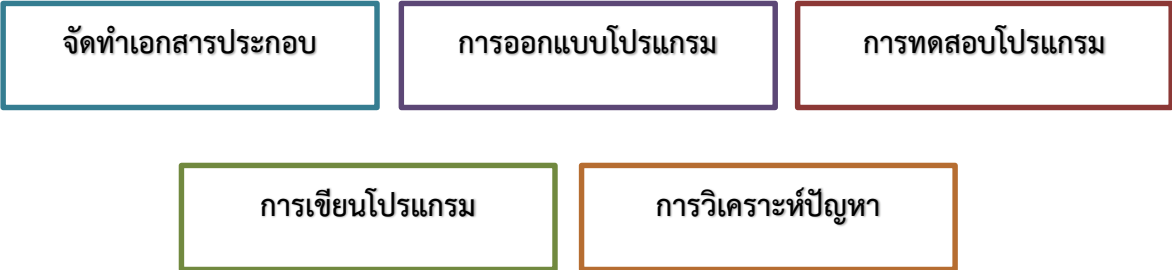 จัดทำเอกสารประกอบ
การออกแบบโปรแกรม
การทดสอบโปรแกรม
การเขียนโปรแกรม
การวิเคราะห์ปัญหา